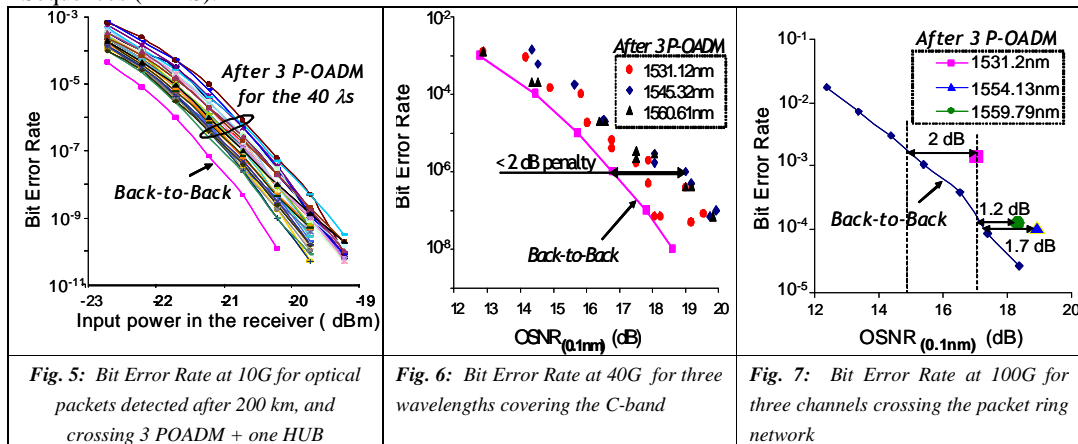 Sequences
10-3
10-5
10-7
10-9
10-11
Bit Error Rate
After 3 P-OADM
for the 40 λs
Back-to-Back
-23 -22 -21 -20 -19
Input power in the receiver ( dBm)
10-2
10 4
10 6
10 8
Bit Error Rate
After 3 P-OADM
1531.12nm
1545.32nm
1560.61nm
< 2 dB penalty
Back-to-Back
12 13 14 15 16 17 18 19 20
OSNR(0.1nm) (dB)
10-1
10-2
10-3
10-4
10-5
Bit Error Rate
After 3 P-OADM
1531.2nm
1554.13nm
1559.79nm
2 dB
Back-to-Back
1.2 dB
1.7 dB
12 14 16 18 20
OSNR (0.1nm) (dB)
Fig. 5: Bit Error Rate at 10G for optical
packets detected after 200 km, and
crossing 3 POADM + one HUB
Fig. 6: Bit Error Rate at 40G for three
wavelengths covering the C-band
Fig. 7: Bit Error Rate at 100G for
three channels crossing the packet ring
network